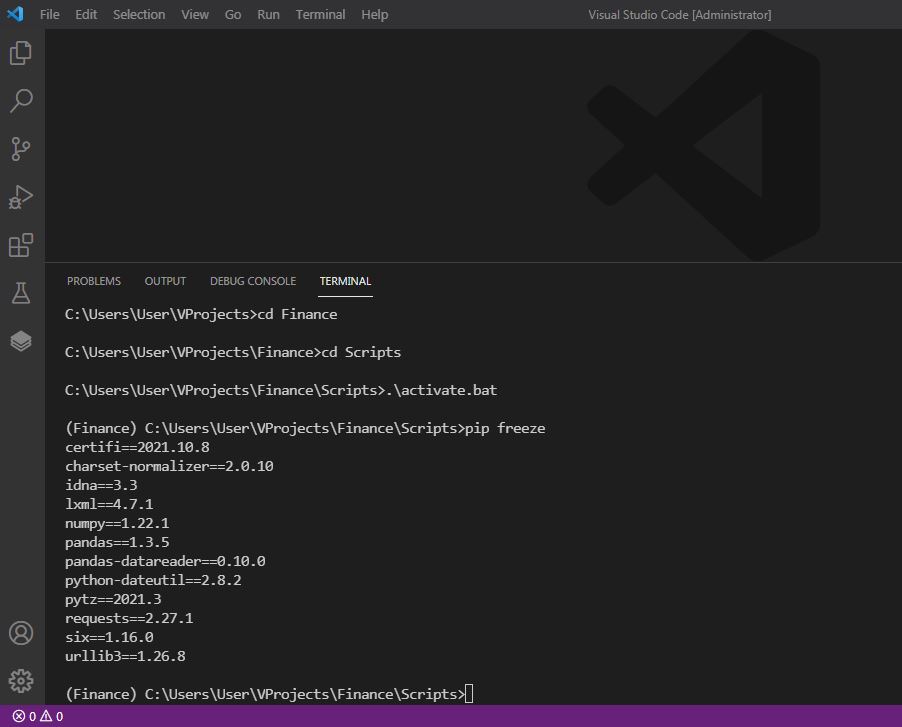 File Edit Selection View Go Run Terminal Help Visual Studio Code [Administrator]
PROBLEMS OUTPUT DEBUG CONSOLE TERMINAL
C:\Users\User\VProjects>cd Finance
C:\Users\User\VProjects\Finance>cd Scripts
C:\Users\User\VProjects\Finance\Scripts>.\activate.bat
(Finance) C:\Users\User\VProjects\Finance\Scripts>pip freeze
certifi==2021.10.8
charset-normalizer==2.0.10
idna==3.3
lxml==4.7.1
numpy==1.22.1
pandas==1.3.5
pandas-datareader==0.10.0
python-dateutil==2.8.2
pytz==2021.3
requests==2.27.1
six==1.16.0
urllib3==1.26.8
(Finance) C:\Users\User\VProjects\Finance\Scripts>
0 0